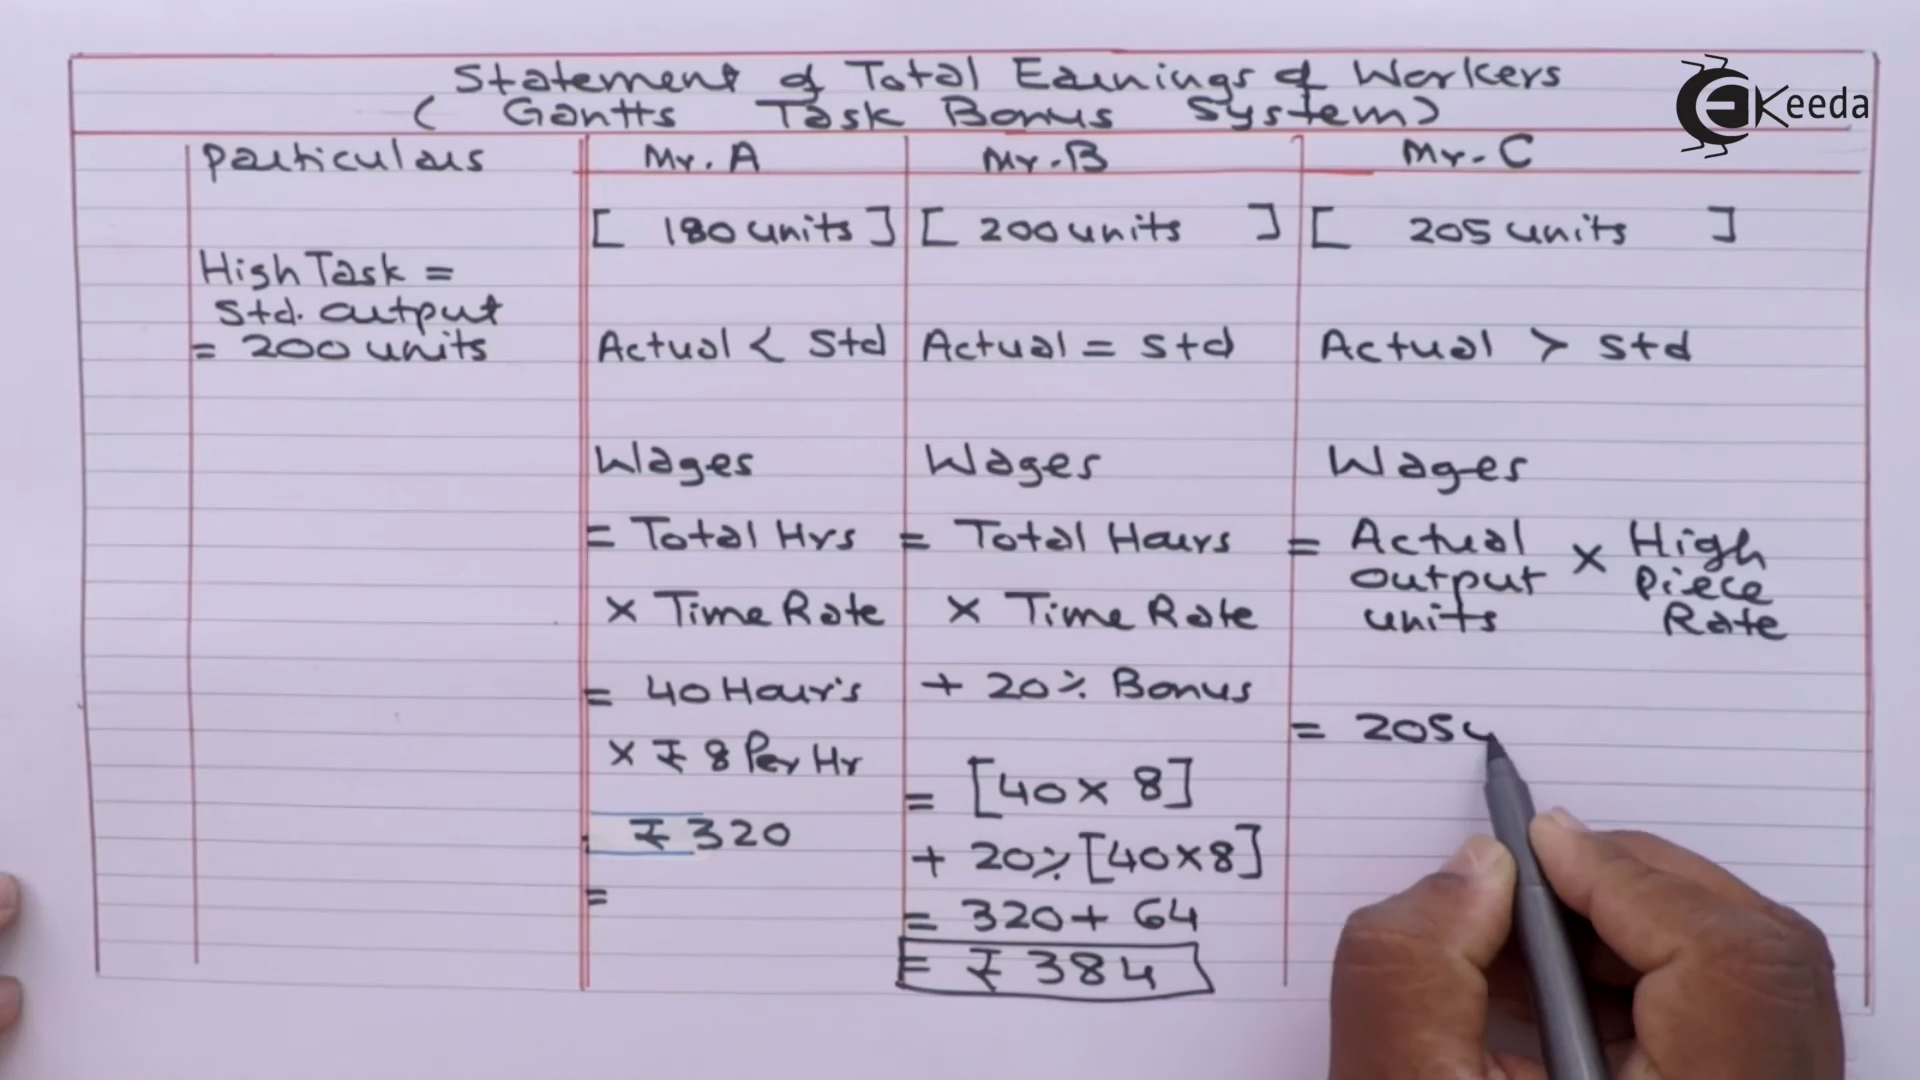 Statement of Total Earnings of Workers
( Gantts Task Bonus System)
Keeda
Particulars
Mr. A
Mr. B
Mr. C
[ 180 units ]
[ 200 units ]
[ 205 units ]
High Task =
Std. output
= 200 units
Actual < Std
Actual = Std
Actual > Std
Wages
= Total Hrs
× Time Rate
= 40 Hour's
× ₹ 8 Per Hr
₹ 320
=
Wages
= Total Hours
× Time Rate
+ 20% Bonus
= [40 × 8]
+ 20% [40×8]
= 320 + 64
= ₹ 384
Wages
= Actual × High
output Piece
units Rate
= 205